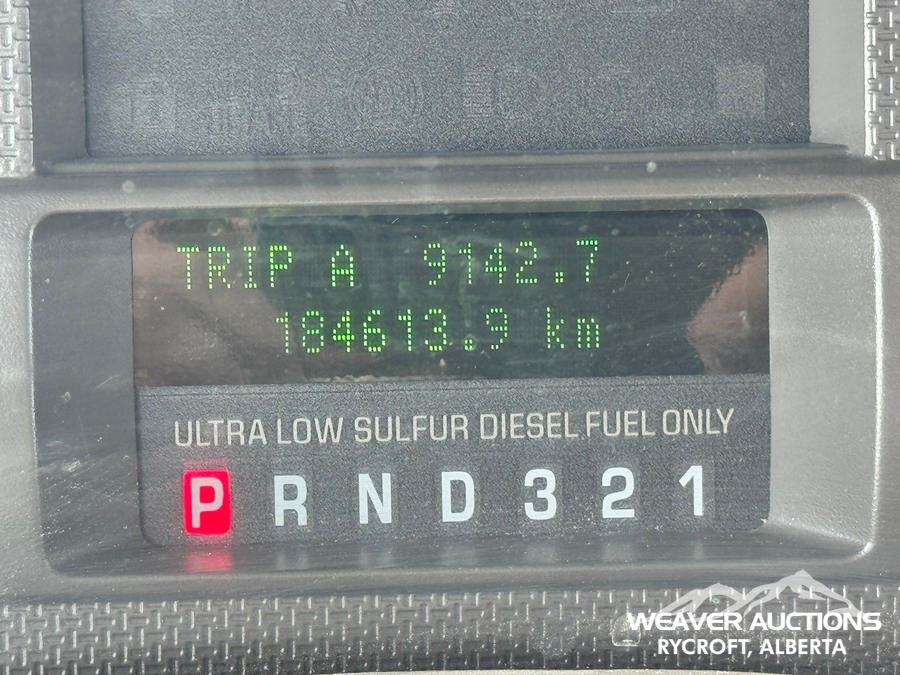 TRIP A 9142.7
184613.9 km
ULTRA LOW SULFUR DIESEL FUEL ONLY
P R N D 3 2 1
WEAVER AUCTIONS
RYCROFT, ALBERTA